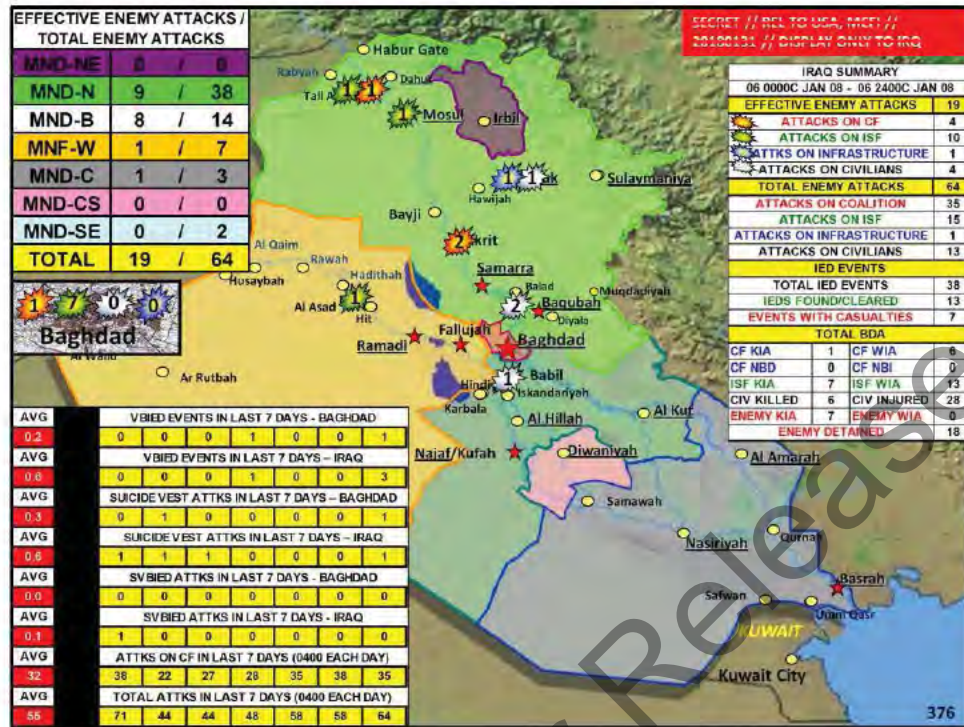 EFFECTIVE ENEMY ATTACKS /
TOTAL ENEMY ATTACKS
MND-NE 0 / 0
MND-N 9 / 38
MND-B 8 / 14
MNF-W 1 / 7
MND-C 1 / 3
MND-CS 0 / 0
MND-SE 0 / 2
TOTAL 19 / 64
1 7 0 0
Baghdad
SECRET // REL TO USA, MCFI //
20180131 // DISPLAY ONLY TO IRQ
IRAQ SUMMARY
06 0000C JAN 08 - 06 2400C JAN 08
EFFECTIVE ENEMY ATTACKS 19
ATTACKS ON CF 4
ATTACKS ON ISF 10
ATTKS ON INFRASTRUCTURE 1
ATTACKS ON CIVILIANS 4
TOTAL ENEMY ATTACKS 64
ATTACKS ON COALITION 35
ATTACKS ON ISF 15
ATTACKS ON INFRASTRUCTURE 1
ATTACKS ON CIVILIANS 13
IED EVENTS
TOTAL IED EVENTS 38
IEDS FOUND/CLEARED 13
EVENTS WITH CASUALTIES 7
TOTAL BDA
CF KIA 1 CF WIA 6
CF NBD 0 CF NBI 0
ISF KIA 7 ISF WIA 13
CIV KILLED 6 CIV INJURED 28
ENEMY KIA 7 ENEMY WIA 0
ENEMY DETAINED 18
Habur Gate
Rabyah
Dahuk
Tall A
1 1
1
Mosul
Irbil
1 1 ak
Hawijah
Sulaymaniya
Bayji
2 krit
Al Qaim
Husaybah
Rawah
Hadithah
Samarra
Balad
Muqdadiyah
1
Al Asad
Hit
2
Baqubah
Diyala
Fallujah
Ramadi
Baghdad
Al Walid
Ar Rutbah
1
Babil
Hindi
Iskandariyah
Karbala
Al Hillah
Al Kut
Najaf/Kufah
Diwaniyah
Al Amarah
Samawah
Nasiriyah
Qurnah
Basrah
Safwan
Umm Qasr
KUWAIT
Kuwait City
AVG VBIED EVENTS IN LAST 7 DAYS - BAGHDAD
0.2 0 0 0 1 0 0 1
AVG VBIED EVENTS IN LAST 7 DAYS – IRAQ
0.6 0 0 0 1 0 0 3
AVG SUICIDE VEST ATTKS IN LAST 7 DAYS – BAGHDAD
0.3 0 1 0 0 0 0 1
AVG SUICIDE VEST ATTKS IN LAST 7 DAYS – IRAQ
0.6 1 1 1 0 0 0 1
AVG SVBIED ATTKS IN LAST 7 DAYS - BAGHDAD
0.0 0 0 0 0 0 0 0
AVG SVBIED ATTKS IN LAST 7 DAYS - IRAQ
0.1 1 0 0 0 0 0 0
AVG ATTKS ON CF IN LAST 7 DAYS (0400 EACH DAY)
32 38 22 27 28 35 38 35
AVG TOTAL ATTKS IN LAST 7 DAYS (0400 EACH DAY)
55 71 44 44 48 58 58 64
376
Release